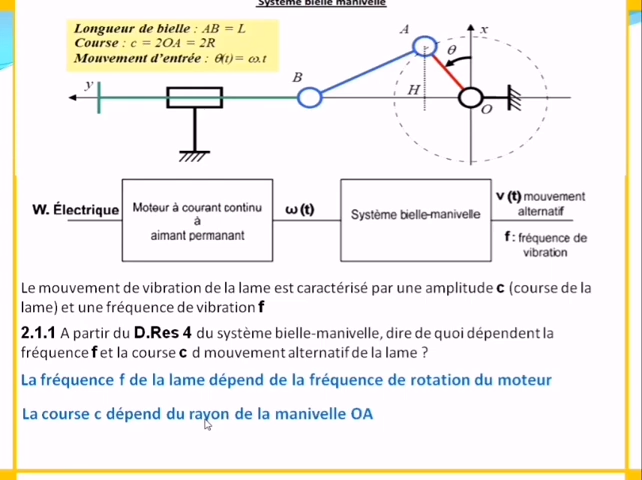 Système bielle manivelle
Longueur de bielle : AB = L
Course : c = 2OA = 2R
Mouvement d'entrée : θ(t) = ω.t
A
x
θ
B
y
H
O
W. Électrique
Moteur à courant continu
à
aimant permanant
ω (t)
Système bielle-manivelle
v (t) mouvement
alternatif
f : fréquence de
vibration
Le mouvement de vibration de la lame est caractérisé par une amplitude c (course de la
lame) et une fréquence de vibration f
2.1.1 A partir du D.Res 4 du système bielle-manivelle, dire de quoi dépendent la
fréquence f et la course c d mouvement alternatif de la lame ?
La fréquence f de la lame dépend de la fréquence de rotation du moteur
La course c dépend du rayon de la manivelle OA